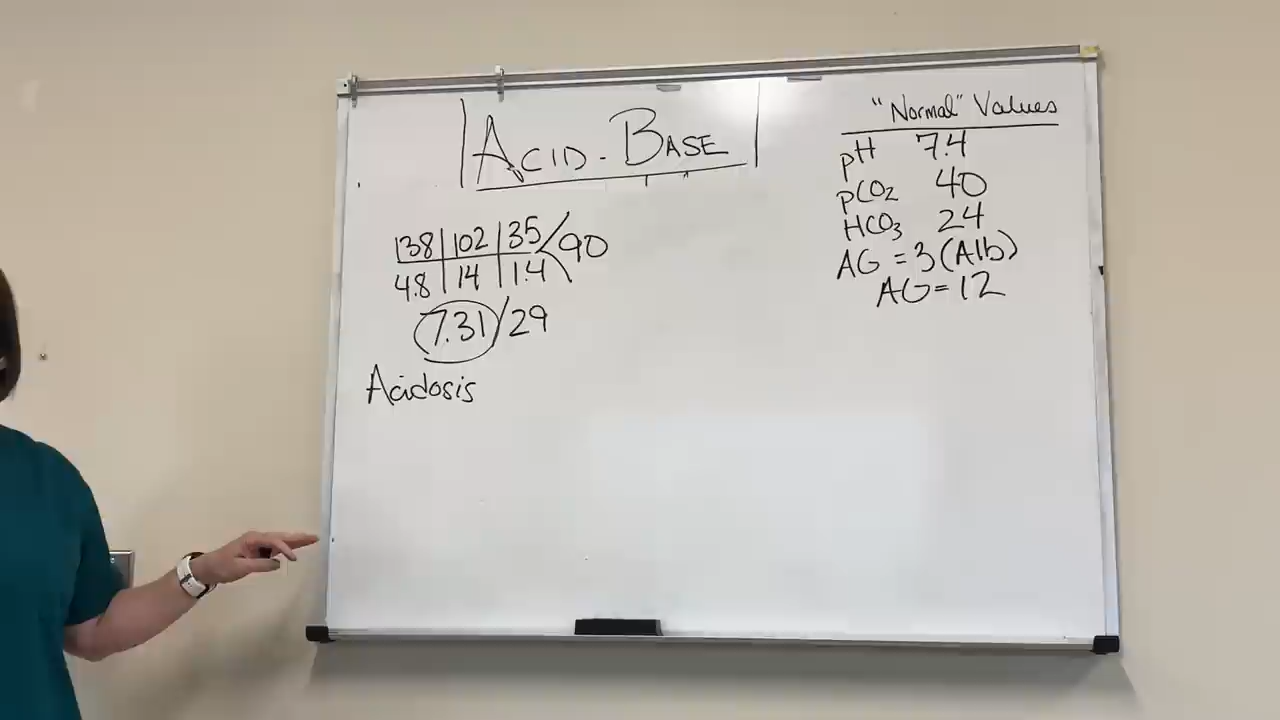 ACID-BASE
138 | 102 | 35 / 90
4.8 | 14 | 1.4
7.31/29
Acidosis
"Normal" Values
pH 7.4
pCO₂ 40
HCO₃ 24
AG = 3(Alb)
AG=12